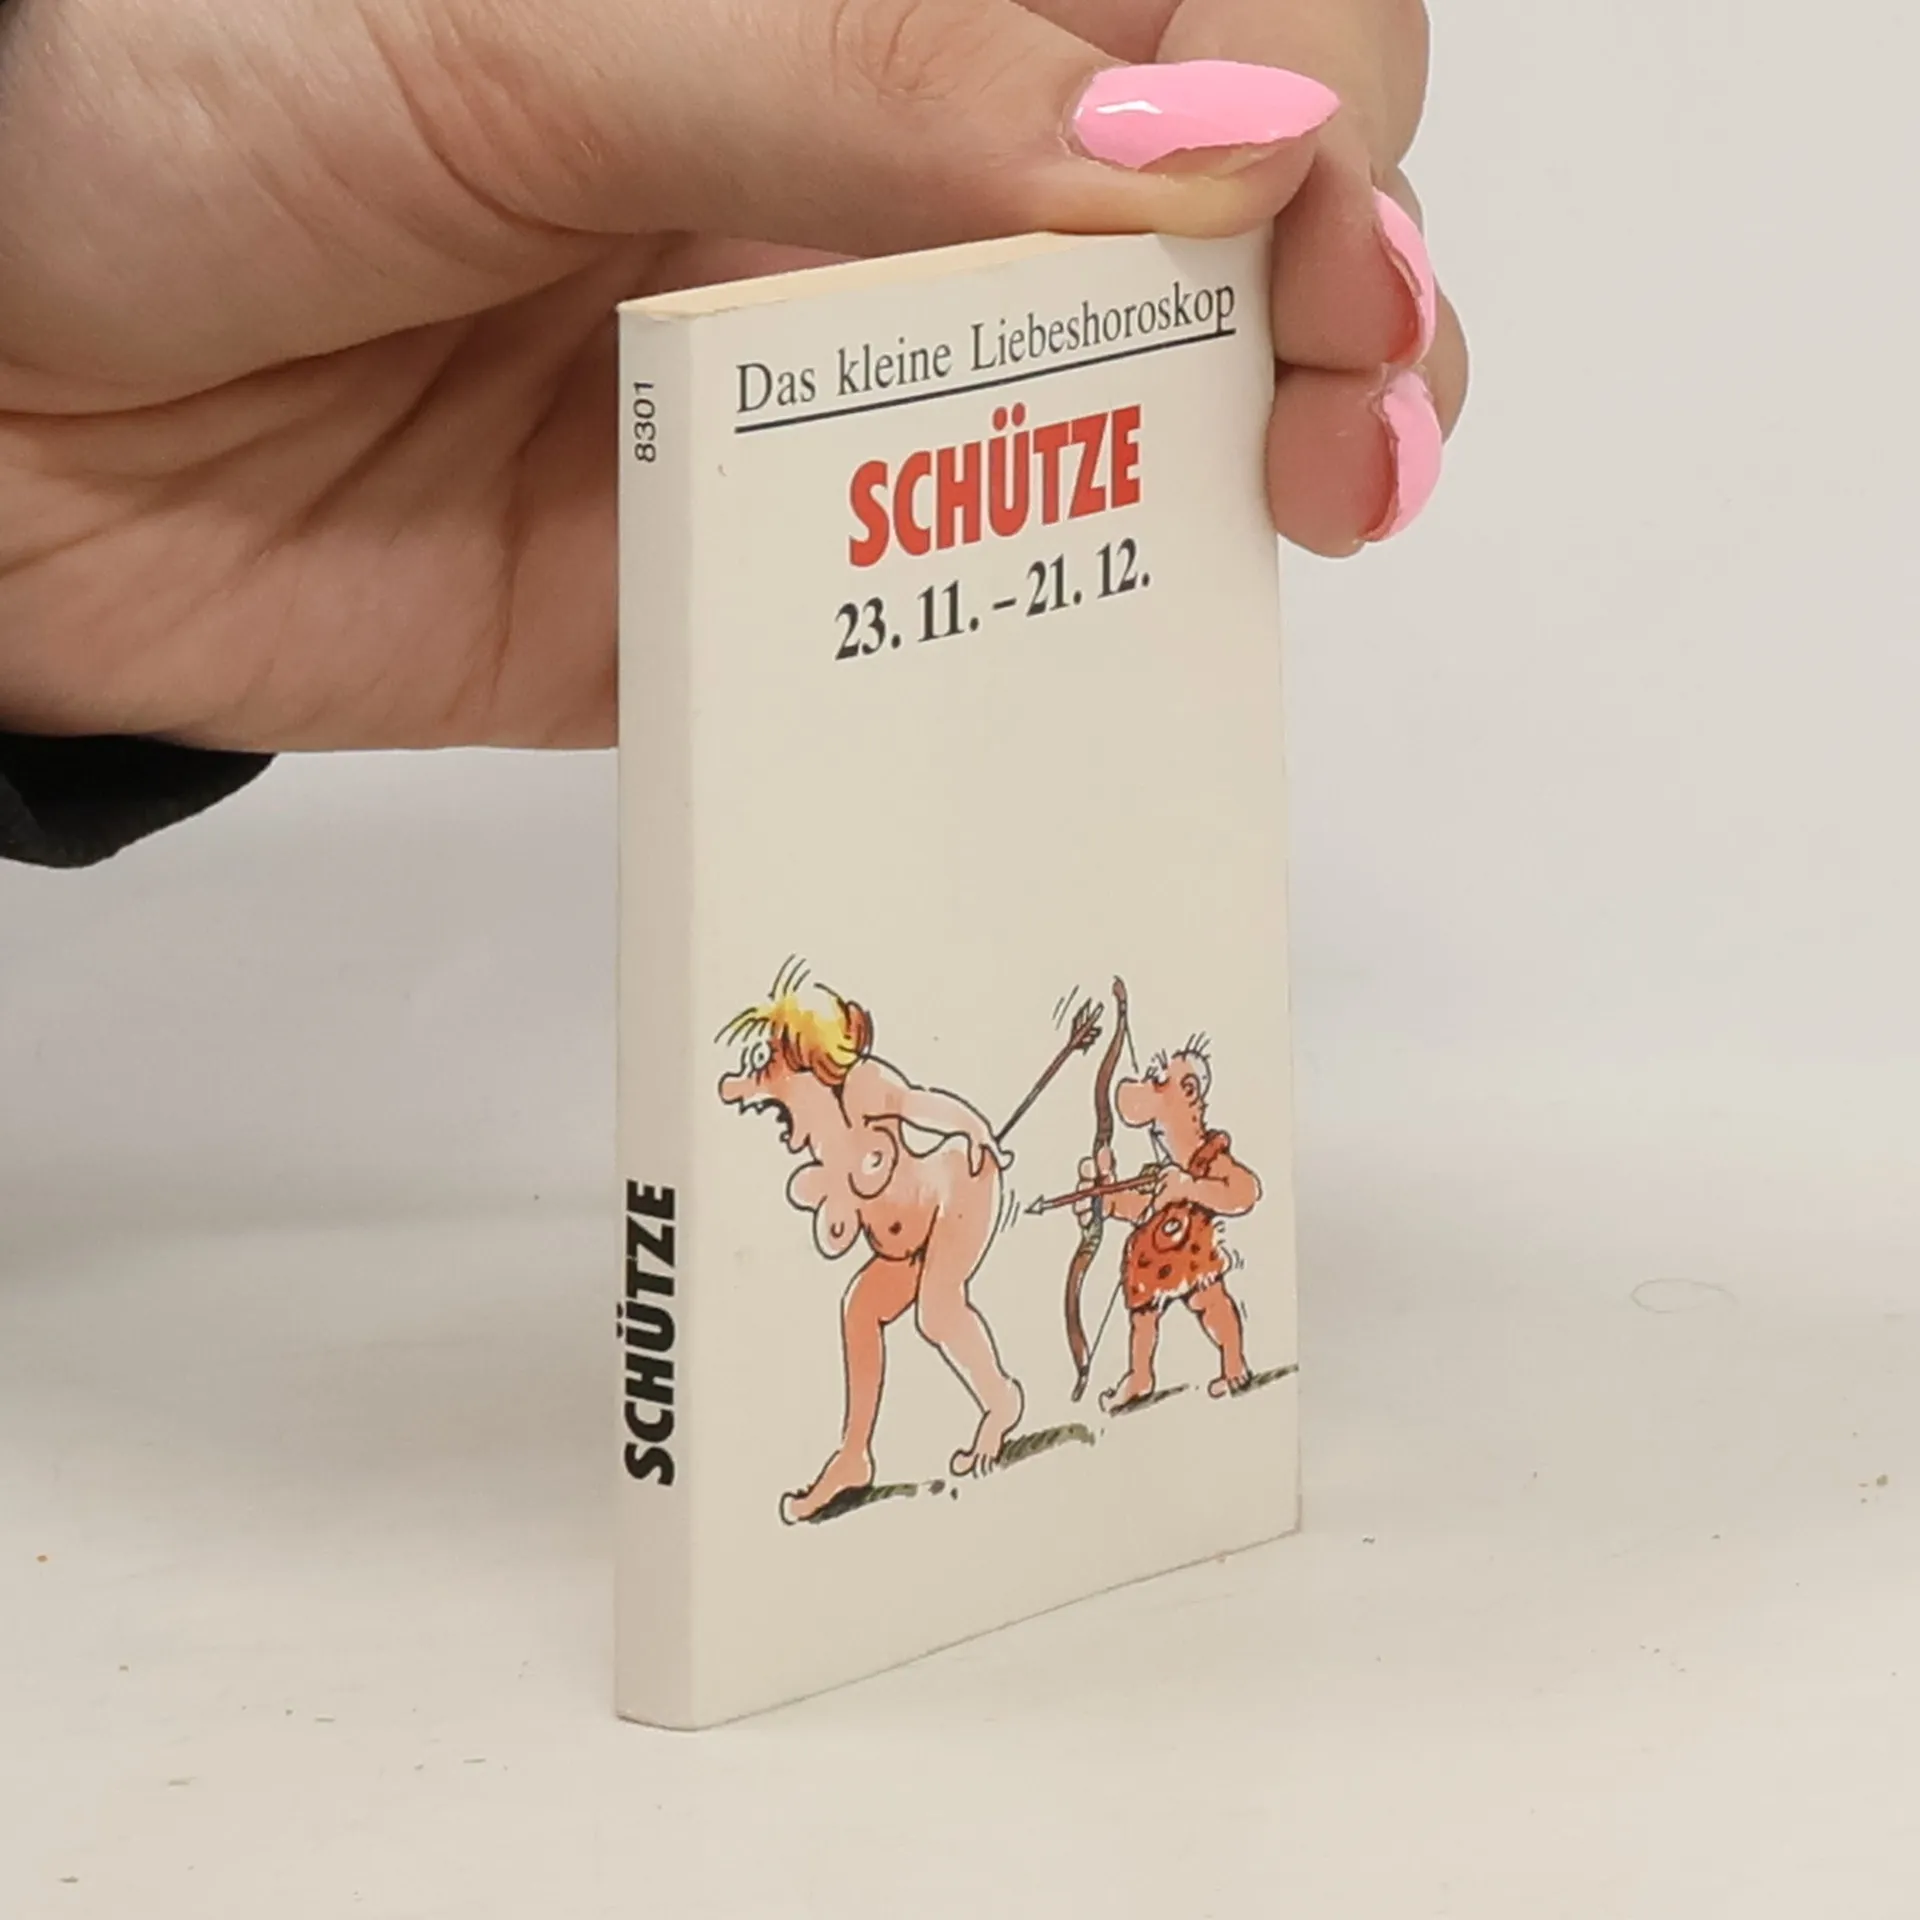 Das kleine Liebeshoroskop
SCHÜTZE
23. 11. – 21. 12.
8301
SCHÜTZE